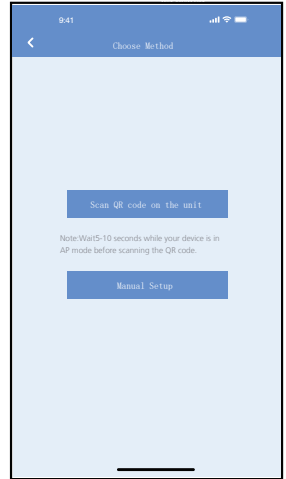 9:41
Choose Method
Scan QR code on the unit
Note:Wart5-10 seconds while your device is in
AP mode before scanning the QR code.
Manual Setup